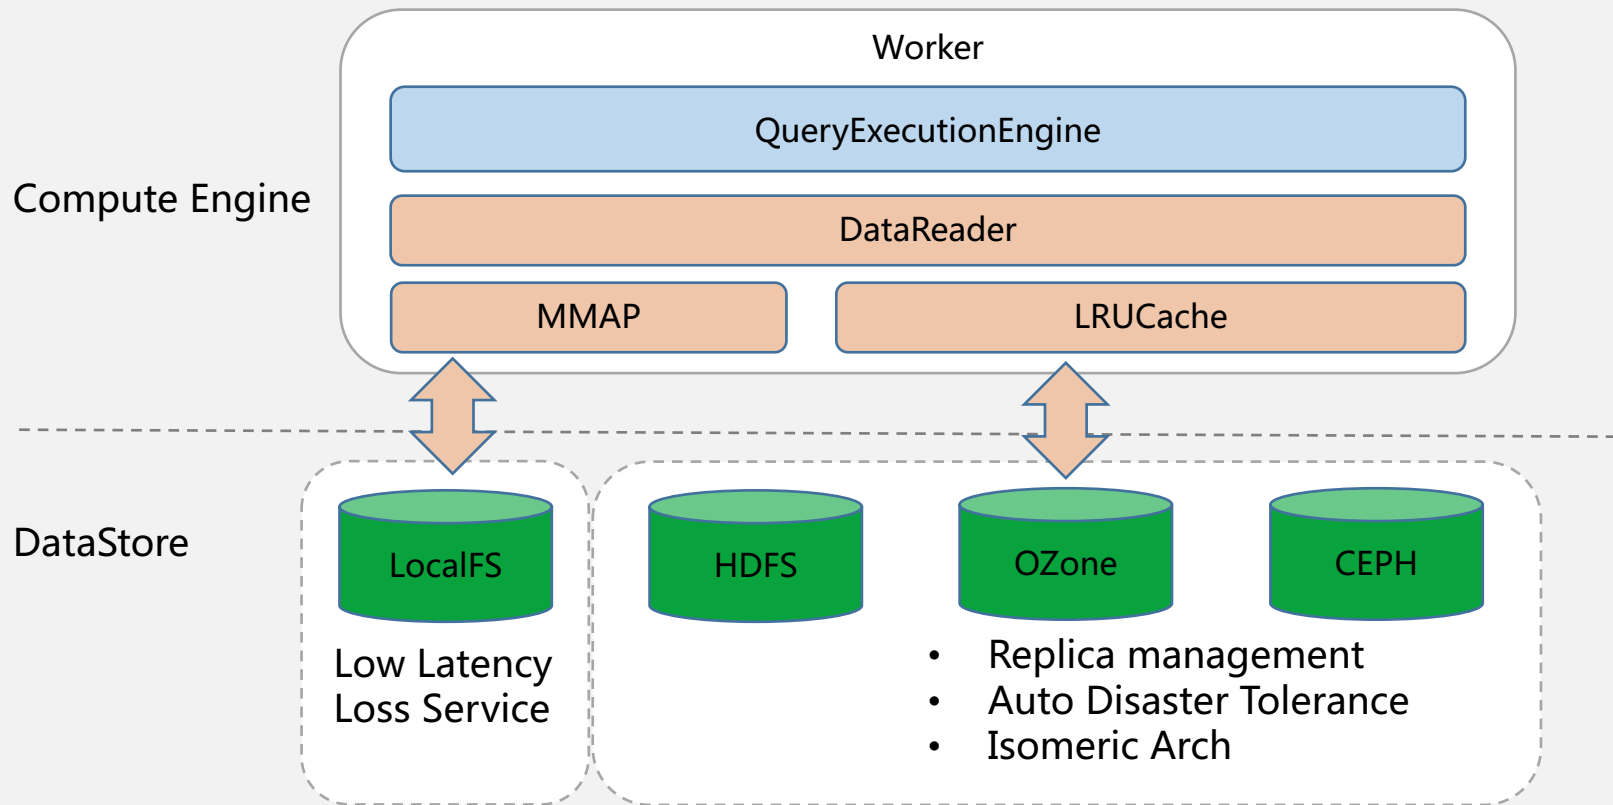 Worker
QueryExecutionEngine
Compute Engine
DataReader
MMAP
LRUCache
DataStore
LocalFS
HDFS
OZone
CEPH
Low Latency
Loss Service
• Replica management
• Auto Disaster Tolerance
• Isomeric Arch